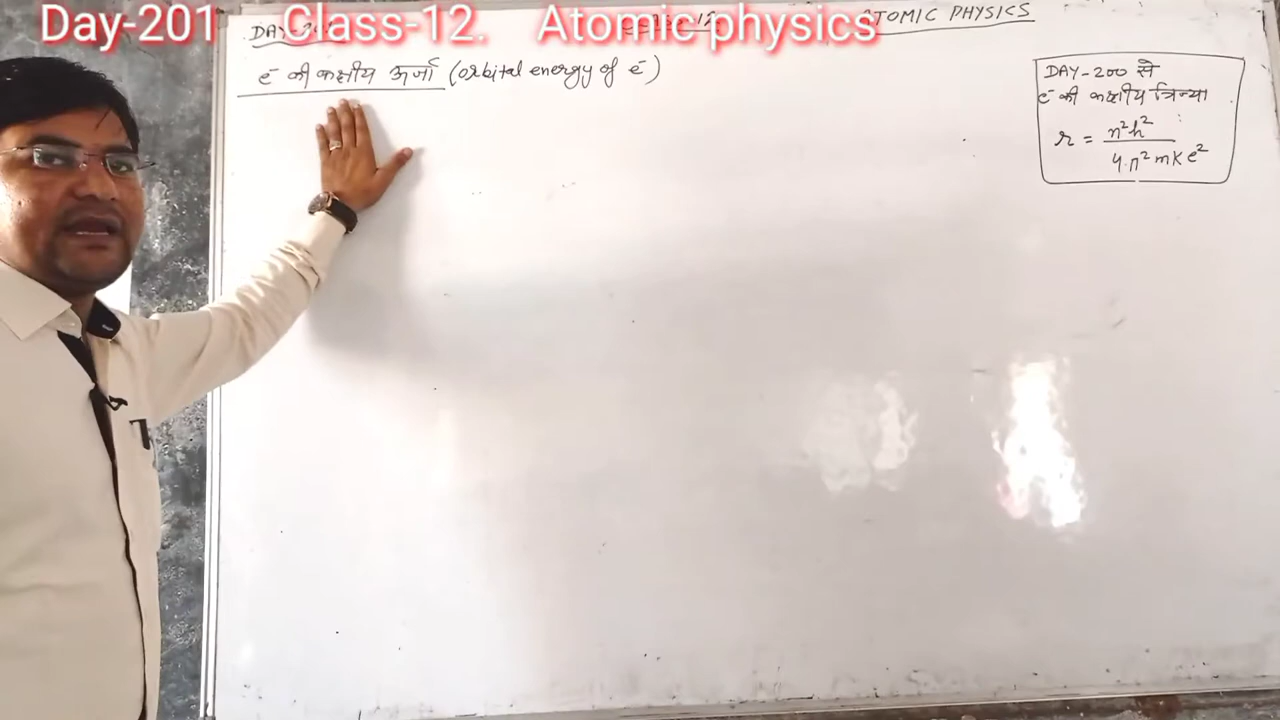 Day-201 Class-12. Atomic physics
ATOMIC PHYSICS
ē की कक्षीय ऊर्जा (orbital energy of ē)
DAY-200 से
ē की कक्षीय त्रिज्या
r = n²h² / 4π²mKe²